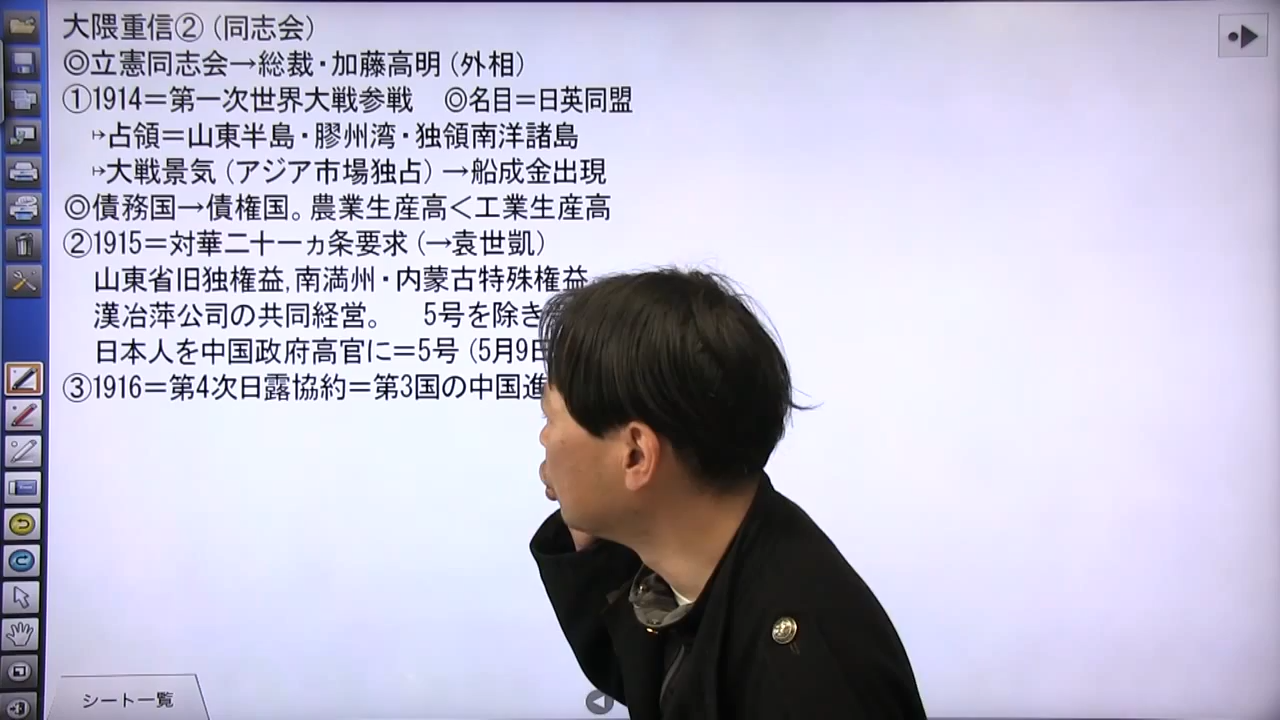 大隈重信②(同志会)
◎立憲同志会→総裁・加藤高明(外相)
①1914=第一次世界大戦参戦 ◎名目=日英同盟
↦占領=山東半島・膠州湾・独領南洋諸島
↦大戦景気(アジア市場独占)→船成金出現
◎債務国→債権国。農業生産高<工業生産高
②1915=対華二十一ヵ条要求(→袁世凱)
山東省旧独権益,南満州・内蒙古特殊権益
漢冶萍公司の共同経営。 5号を除き
日本人を中国政府高官に=5号(5月9日
③1916=第4次日露協約=第3国の中国進
シート一覧